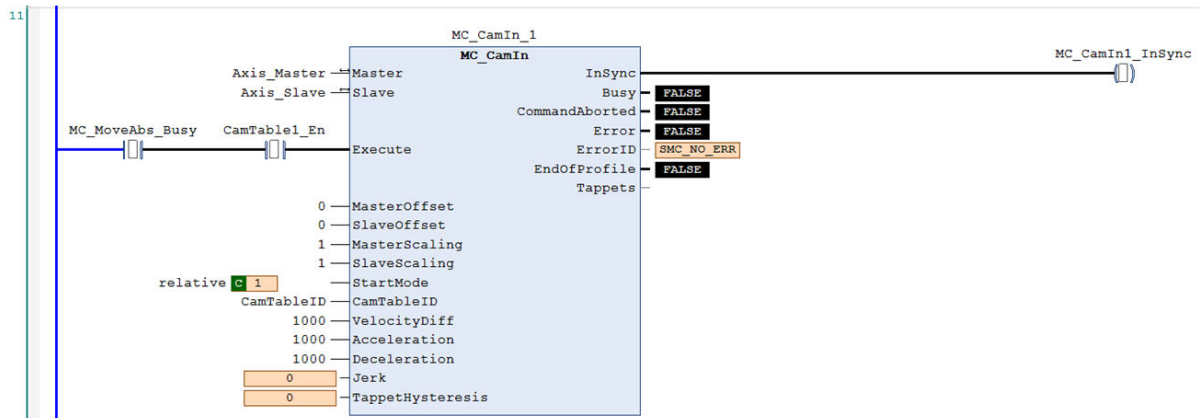 11
MC_CamIn_1
MC_CamIn
MC_CamIn1_InSync
Axis_Master Master InSync
Axis_Slave Slave Busy FALSE
CommandAborted FALSE
MC_MoveAbs_Busy CamTable1_En Error FALSE
Execute ErrorID SMC_NO_ERR
EndOfProfile FALSE
Tappets
0 MasterOffset
0 SlaveOffset
1 MasterScaling
1 SlaveScaling
relative C 1 StartMode
CamTableID CamTableID
1000 VelocityDiff
1000 Acceleration
1000 Deceleration
0 Jerk
0 TappetHysteresis